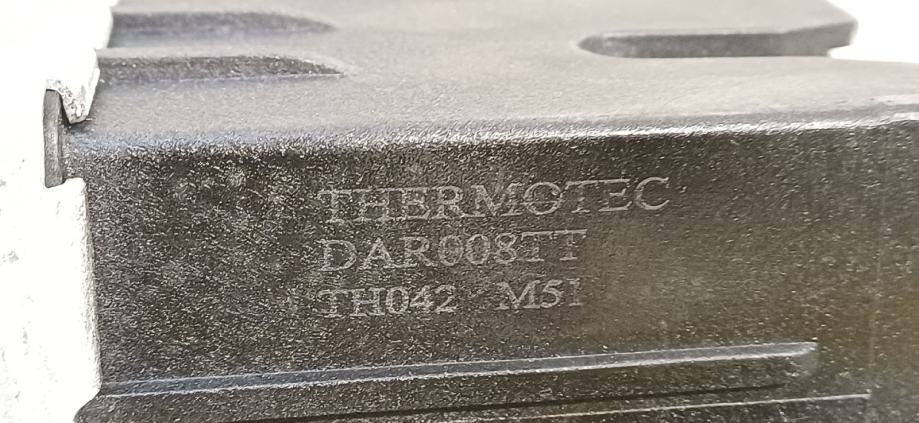 THERMOTEC
DAR008TT
TH042 M51